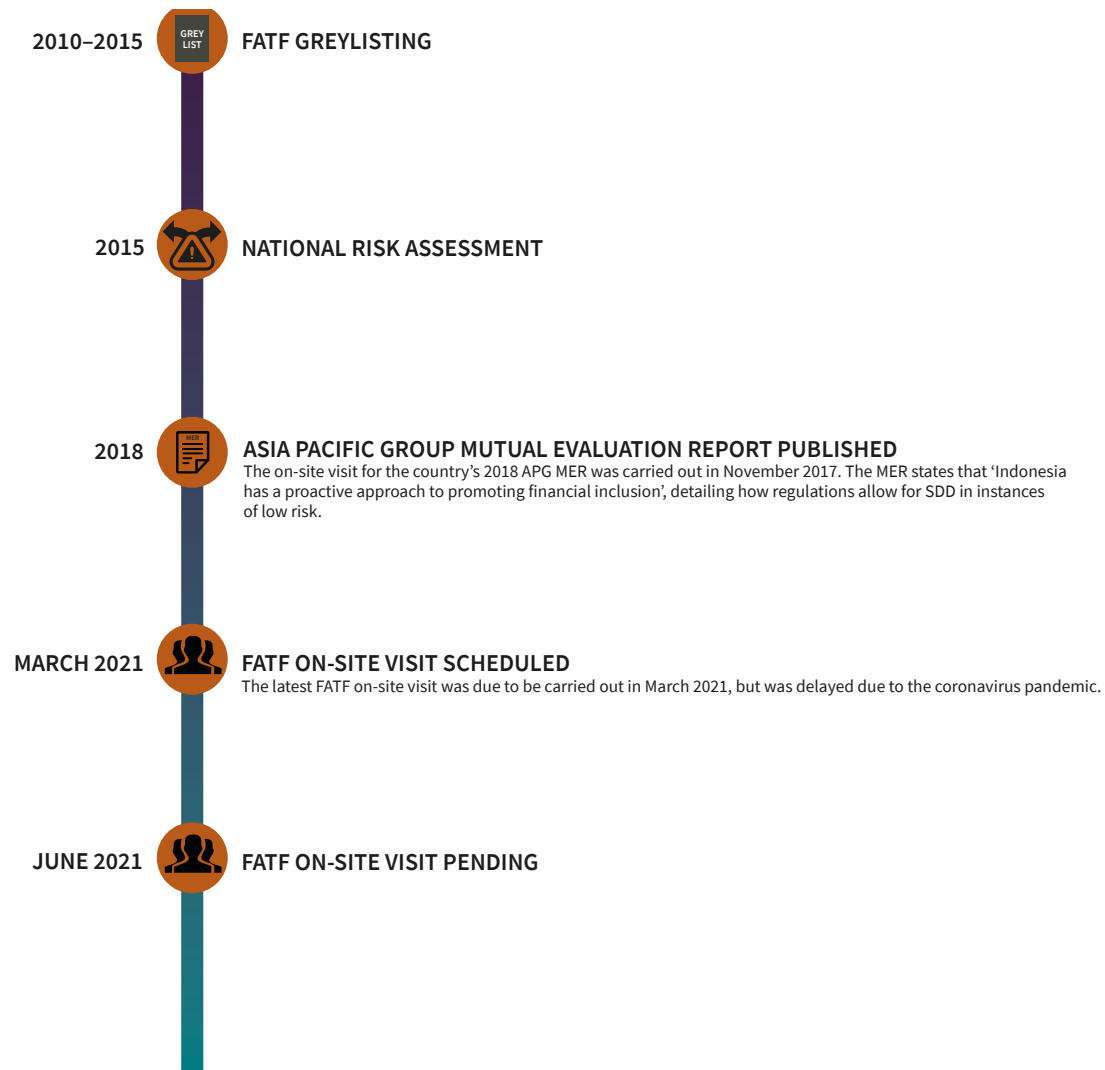 2010–2015
GREY
LIST
FATF GREYLISTING
2015
NATIONAL RISK ASSESSMENT
2018
MER
ASIA PACIFIC GROUP MUTUAL EVALUATION REPORT PUBLISHED
The on-site visit for the country’s 2018 APG MER was carried out in November 2017. The MER states that ‘Indonesia
has a proactive approach to promoting financial inclusion’, detailing how regulations allow for SDD in instances
of low risk.
MARCH 2021
FATF ON-SITE VISIT SCHEDULED
The latest FATF on-site visit was due to be carried out in March 2021, but was delayed due to the coronavirus pandemic.
JUNE 2021
FATF ON-SITE VISIT PENDING